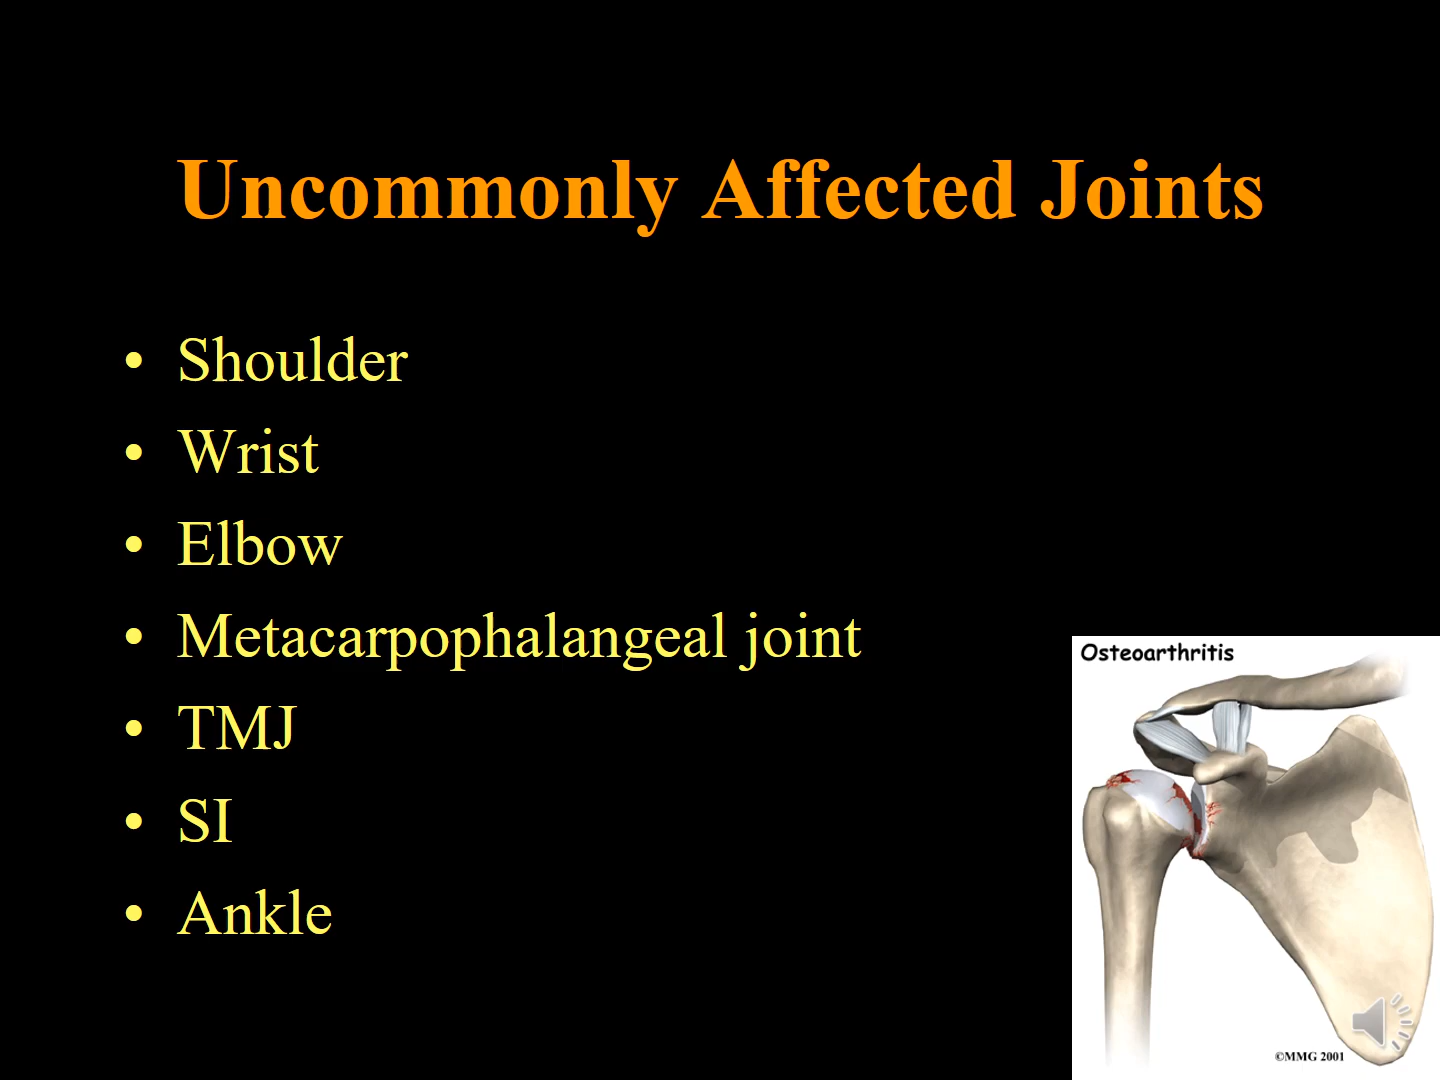 Uncommonly Affected Joints
• Shoulder
• Wrist
• Elbow
• Metacarpophalangeal joint
• TMJ
• SI
• Ankle
Osteoarthritis
©MMG 2001